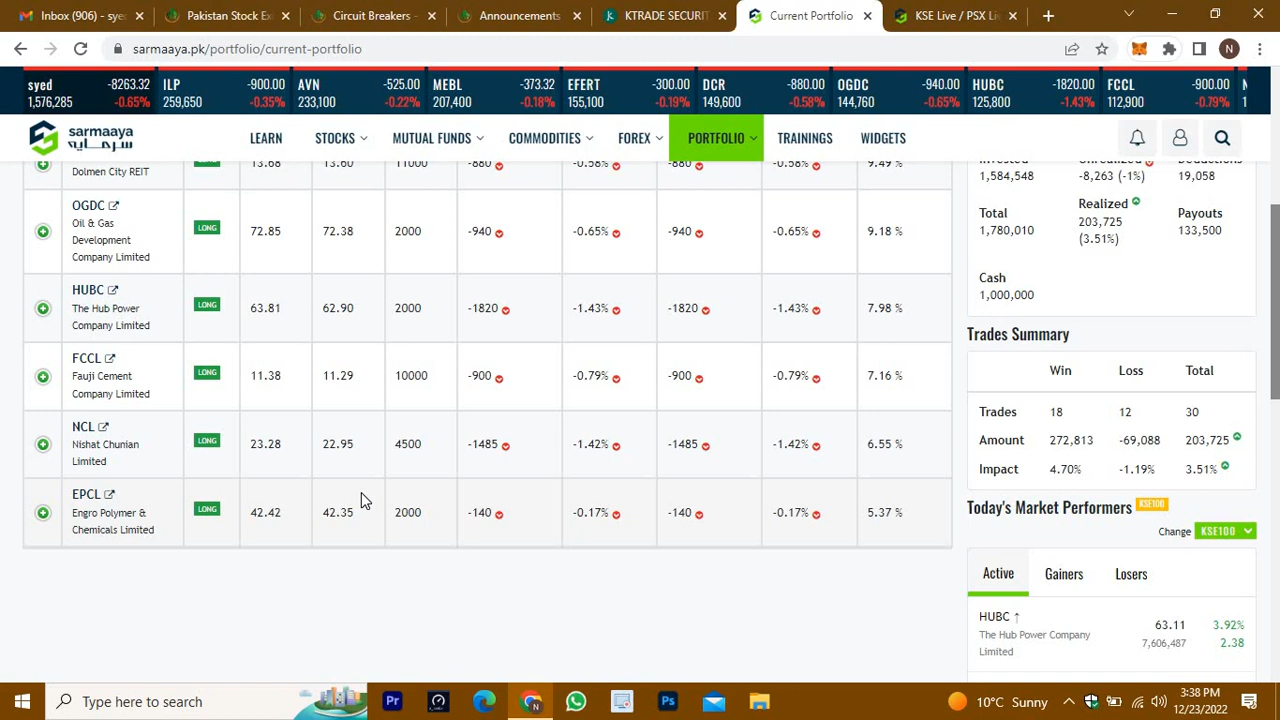 Inbox (906) - syed
Pakistan Stock Ex
Circuit Breakers -
Announcements
KTRADE SECURIT
Current Portfolio
KSE Live / PSX Li
sarmaaya.pk/portfolio/current-portfolio
N
syed -8263.32
1,576,285 -0.65%
ILP -900.00
259,650 -0.35%
AVN -525.00
233,100 -0.22%
MEBL -373.32
207,400 -0.18%
EFERT -300.00
155,100 -0.19%
DCR -880.00
149,600 -0.58%
OGDC -940.00
144,760 -0.65%
HUBC -1820.00
125,800 -1.43%
FCCL -900.00
112,900 -0.79%
sarmaaya
سرمایہ
LEARN STOCKS MUTUAL FUNDS COMMODITIES FOREX PORTFOLIO TRAININGS WIDGETS
Dolmen City REIT 13.68 13.60 11000 -880 -0.58% -880 -0.58% 9.49 %
OGDC
Oil & Gas
Development
Company Limited
LONG 72.85 72.38 2000 -940 -0.65% -940 -0.65% 9.18 %
HUBC
The Hub Power
Company Limited
LONG 63.81 62.90 2000 -1820 -1.43% -1820 -1.43% 7.98 %
FCCL
Fauji Cement
Company Limited
LONG 11.38 11.29 10000 -900 -0.79% -900 -0.79% 7.16 %
NCL
Nishat Chunian
Limited
LONG 23.28 22.95 4500 -1485 -1.42% -1485 -1.42% 6.55 %
EPCL
Engro Polymer &
Chemicals Limited
LONG 42.42 42.35 2000 -140 -0.17% -140 -0.17% 5.37 %
Invested
1,584,548
Unrealized
-8,263 (-1%)
Deductions
19,058
Total
1,780,010
Realized
203,725
(3.51%)
Payouts
133,500
Cash
1,000,000
Trades Summary
Win Loss Total
Trades 18 12 30
Amount 272,813 -69,088 203,725
Impact 4.70% -1.19% 3.51%
Today's Market Performers KSE100
Change KSE100
Active Gainers Losers
HUBC ↑
The Hub Power Company
Limited
63.11 3.92%
7,606,487 2.38
Type here to search
Pr
Ps
10°C Sunny
3:38 PM
12/23/2022